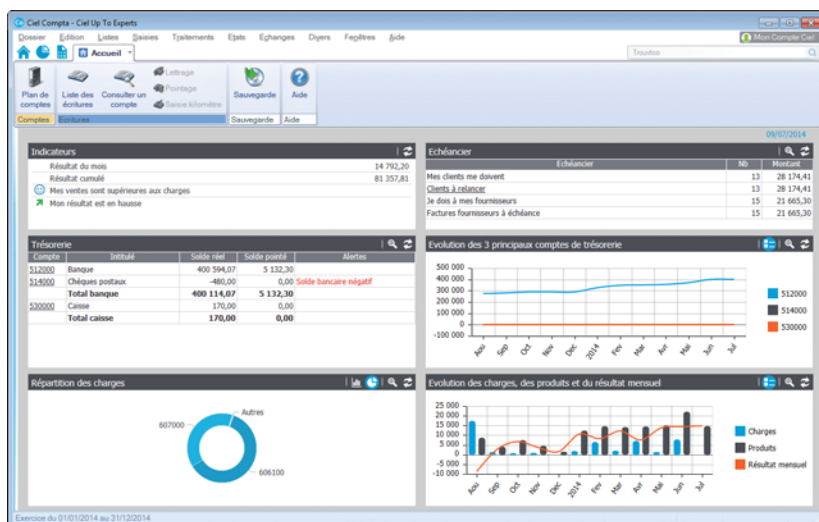 Ciel Compta - Ciel Up To Experts
Dossier Edition Listes Saisies Traitements Etats Echanges Divers Fenêtres Aide
Mon Compte Ciel
Accueil
Trouvtoo
Plan de comptes Liste des écritures Consulter un compte Lettrage Pointage Saisie kilomètre Sauvegarde Aide
Comptes Ecritures Sauvegarde Aide
09/07/2014
Indicateurs
Résultat du mois 14 792,20
Résultat cumulé 81 357,81
Mes ventes sont supérieures aux charges
Mon résultat est en hausse
Echéancier
Echéancier Nb Montant
Mes clients me doivent 13 28 174,41
Clients à relancer 13 28 174,41
Je dois à mes fournisseurs 15 21 665,30
Factures fournisseurs à échéance 15 21 665,30
Trésorerie
Compte Intitulé Solde réel Solde pointé Alertes
512000 Banque 400 594,07 5 132,30
514000 Chèques postaux -480,00 0,00 Solde bancaire négatif
Total banque 400 114,07 5 132,30
530000 Caisse 170,00 0,00
Total caisse 170,00 0,00
Evolution des 3 principaux comptes de trésorerie
500 000
400 000
300 000
200 000
100 000
0
-100 000
Aou Sep Oct Nov Dec 2014 Fev Mar Avr Mai Jun Jul
512000
514000
530000
Répartition des charges
Autres
607000
606100
Evolution des charges, des produits et du résultat mensuel
25 000
20 000
15 000
10 000
5 000
0
-5 000
-10 000
Aou Sep Oct Nov Dec 2014 Fev Mar Avr Mai Jun Jul
Charges
Produits
Résultat mensuel
Exercice du 01/01/2014 au 31/12/2014